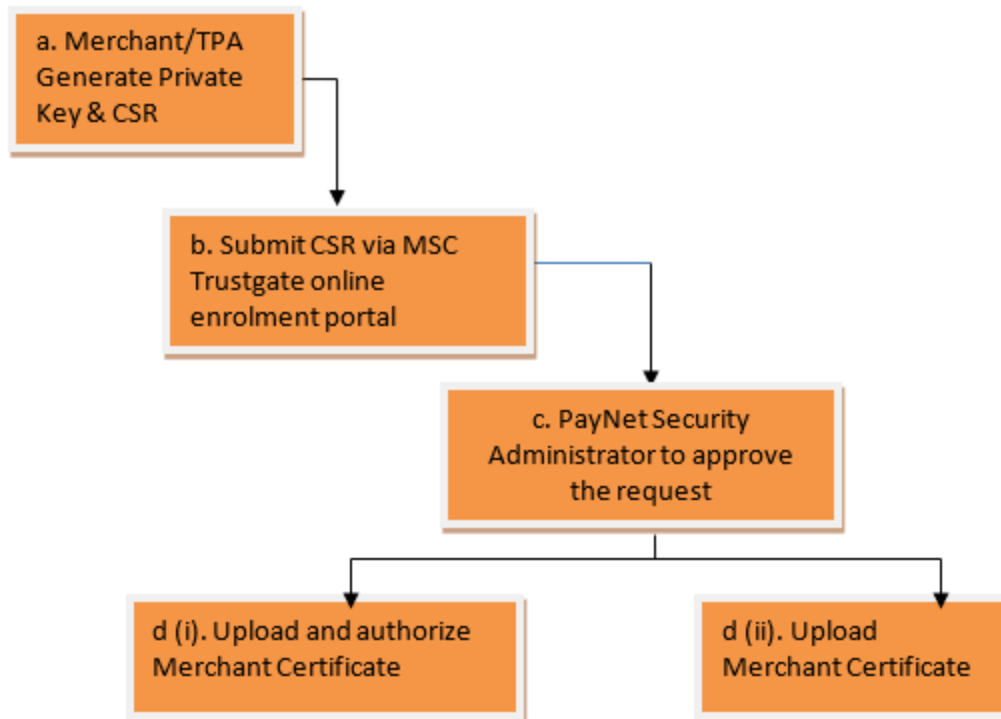 a. Merchant/TPA
Generate Private
Key & CSR
b. Submit CSR via MSC
Trustgate online
enrolment portal
c. PayNet Security
Administrator to approve
the request
d (i). Upload and authorize
Merchant Certificate
d (ii). Upload
Merchant Certificate